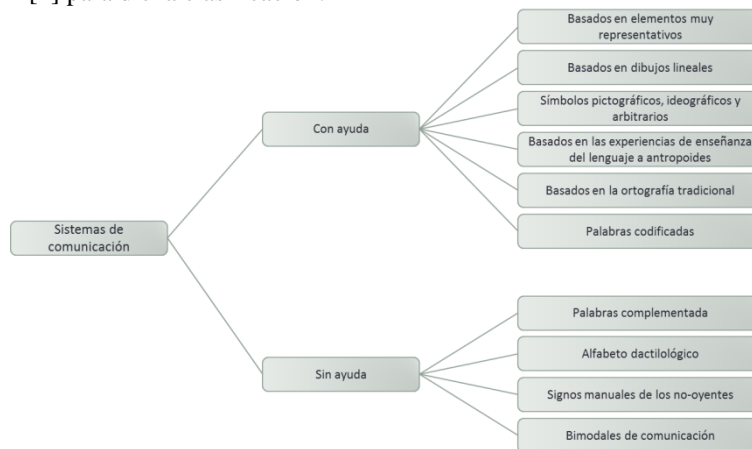 Basados en elementos muy
representativos
Basados en dibujos lineales
Con ayuda
Símbolos pictográficos, ideográficos y
arbitrarios
Basados en las experiencias de enseñanza
del lenguaje a antropoides
Basados en la ortografía tradicional
Sistemas de
comunicación
Palabras codificadas
Palabras complementada
Alfabeto dactilológico
Sin ayuda
Signos manuales de los no-oyentes
Bimodales de comunicación